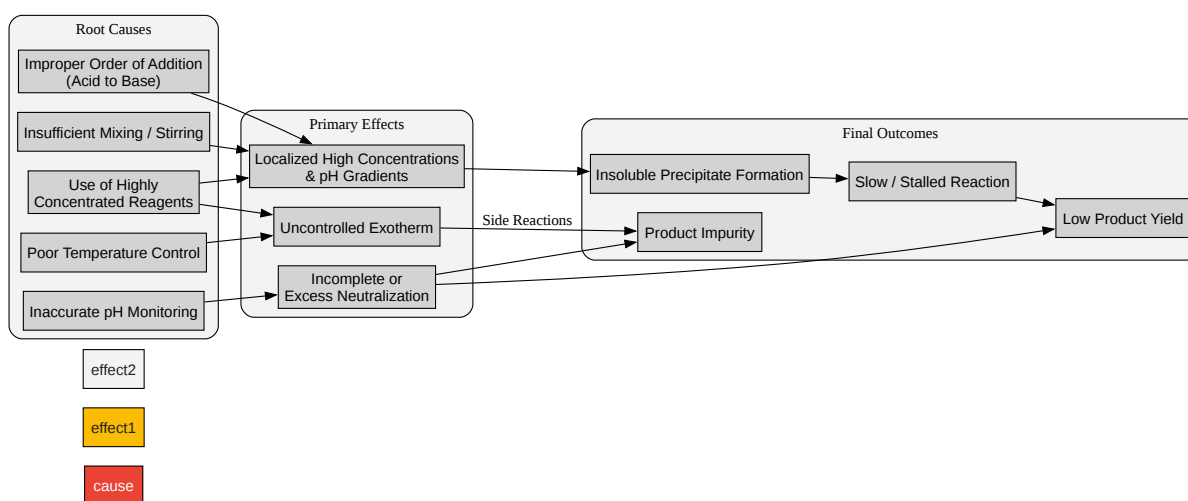 Root Causes
Improper Order of Addition
(Acid to Base)
Insufficient Mixing / Stirring
Use of Highly
Concentrated Reagents
Poor Temperature Control
Inaccurate pH Monitoring
Primary Effects
Localized High Concentrations
& pH Gradients
Uncontrolled Exotherm
Incomplete or
Excess Neutralization
Side Reactions
Final Outcomes
Insoluble Precipitate Formation
Slow / Stalled Reaction
Product Impurity
Low Product Yield
effect2
effect1
cause